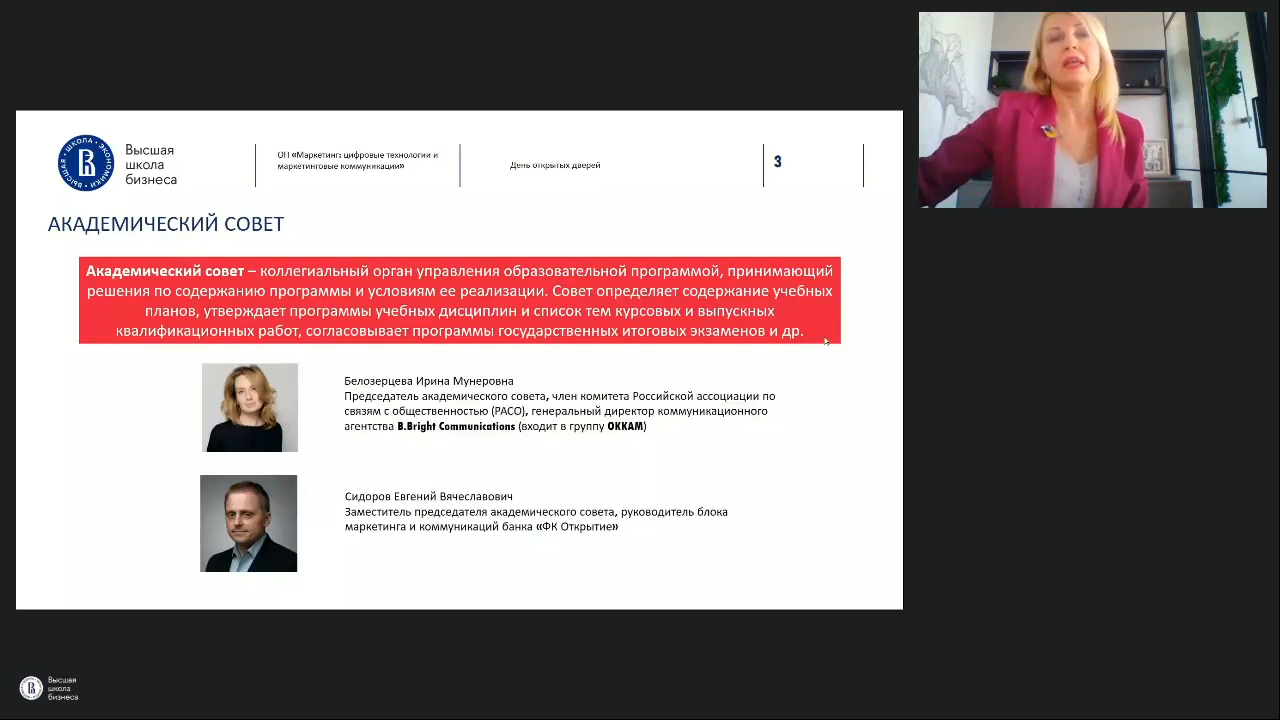 ВЫСШАЯ ШКОЛА ЭКОНОМИКИ
Высшая
школа
бизнеса
ОП «Маркетинг: цифровые технологии и
маркетинговые коммуникации»
День открытых дверей
3
АКАДЕМИЧЕСКИЙ СОВЕТ
Академический совет – коллегиальный орган управления образовательной программой, принимающий
решения по содержанию программы и условиям ее реализации. Совет определяет содержание учебных
планов, утверждает программы учебных дисциплин и список тем курсовых и выпускных
квалификационных работ, согласовывает программы государственных итоговых экзаменов и др.
Белозерцева Ирина Мунеровна
Председатель академического совета, член комитета Российской ассоциации по
связям с общественностью (РАСО), генеральный директор коммуникационного
агентства B.Bright Communications (входит в группу OKKAM)
Сидоров Евгений Вячеславович
Заместитель председателя академического совета, руководитель блока
маркетинга и коммуникаций банка «ФК Открытие»
Высшая
школа
бизнеса